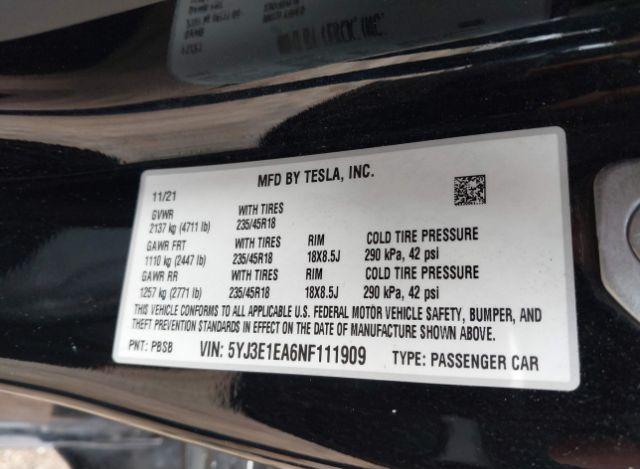 MFD BY TESLA, INC.
11/21
GVWR WITH TIRES
2137 kg (4711 lb) 235/45R18
GAWR FRT WITH TIRES RIM COLD TIRE PRESSURE
1110 kg (2447 lb) 235/45R18 18X8.5J 290 kPa, 42 psi
GAWR RR WITH TIRES RIM COLD TIRE PRESSURE
1257 kg (2771 lb) 235/45R18 18X8.5J 290 kPa, 42 psi
THIS VEHICLE CONFORMS TO ALL APPLICABLE U.S. FEDERAL MOTOR VEHICLE SAFETY, BUMPER, AND
THEFT PREVENTION STANDARDS IN EFFECT ON THE DATE OF MANUFACTURE SHOWN ABOVE.
PNT: PBSB VIN: 5YJ3E1EA6NF111909 TYPE: PASSENGER CAR